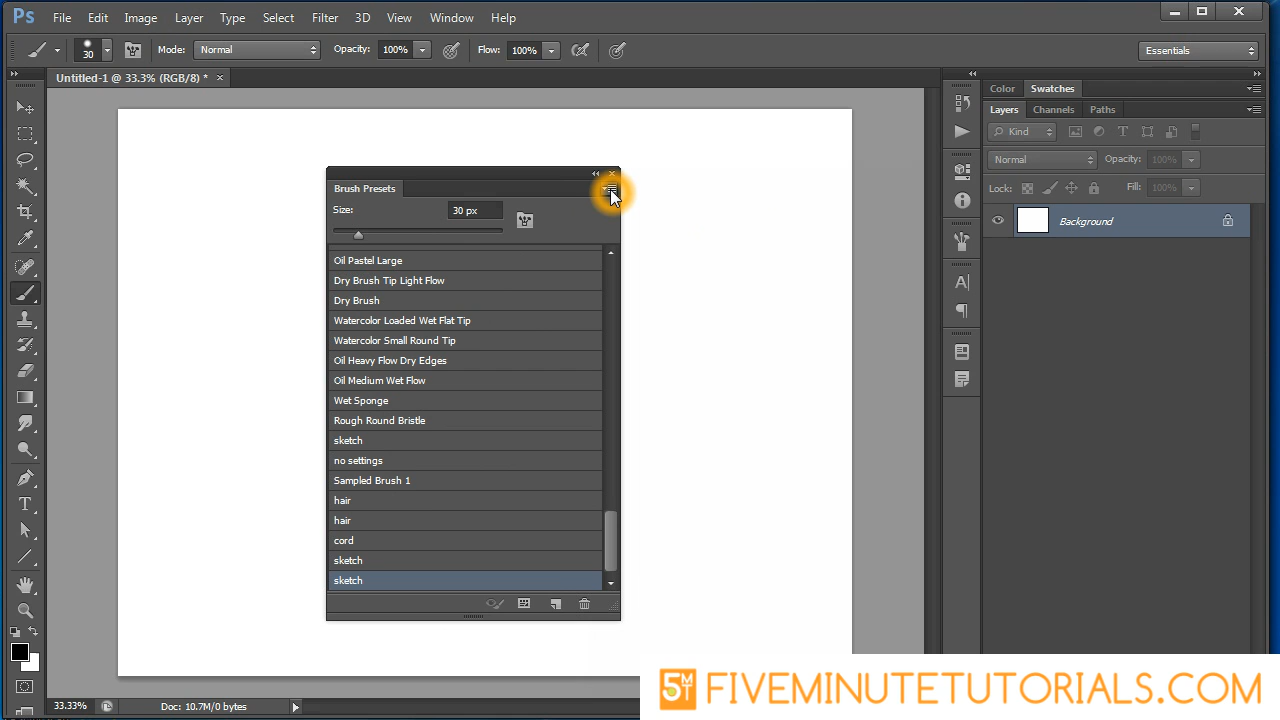 Ps File Edit Image Layer Type Select Filter 3D View Window Help
30 Mode: Normal Opacity: 100% Flow: 100% Essentials
Untitled-1 @ 33.3% (RGB/8) * ×
Color Swatches
Layers Channels Paths
Kind
Normal Opacity: 100%
Lock: Fill: 100%
Background
Brush Presets
Size: 30 px
Oil Pastel Large
Dry Brush Tip Light Flow
Dry Brush
Watercolor Loaded Wet Flat Tip
Watercolor Small Round Tip
Oil Heavy Flow Dry Edges
Oil Medium Wet Flow
Wet Sponge
Rough Round Bristle
sketch
no settings
Sampled Brush 1
hair
hair
cord
sketch
sketch
33.33% Doc: 10.7M/0 bytes
5MT FIVEMINUTETUTORIALS.COM